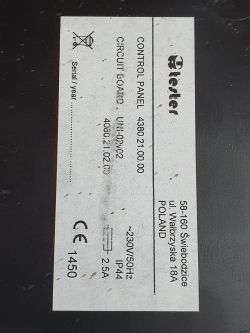 tester
58-160 Świebodzice
ul. Wałbrzyska 18A
POLAND
CONTROL PANEL 4380.21.00.00
CIRCUIT BOARD UNI-02v02
4080.21.02.00
~230V/50Hz
IP44
2.5A
Serial / year
CE
1450